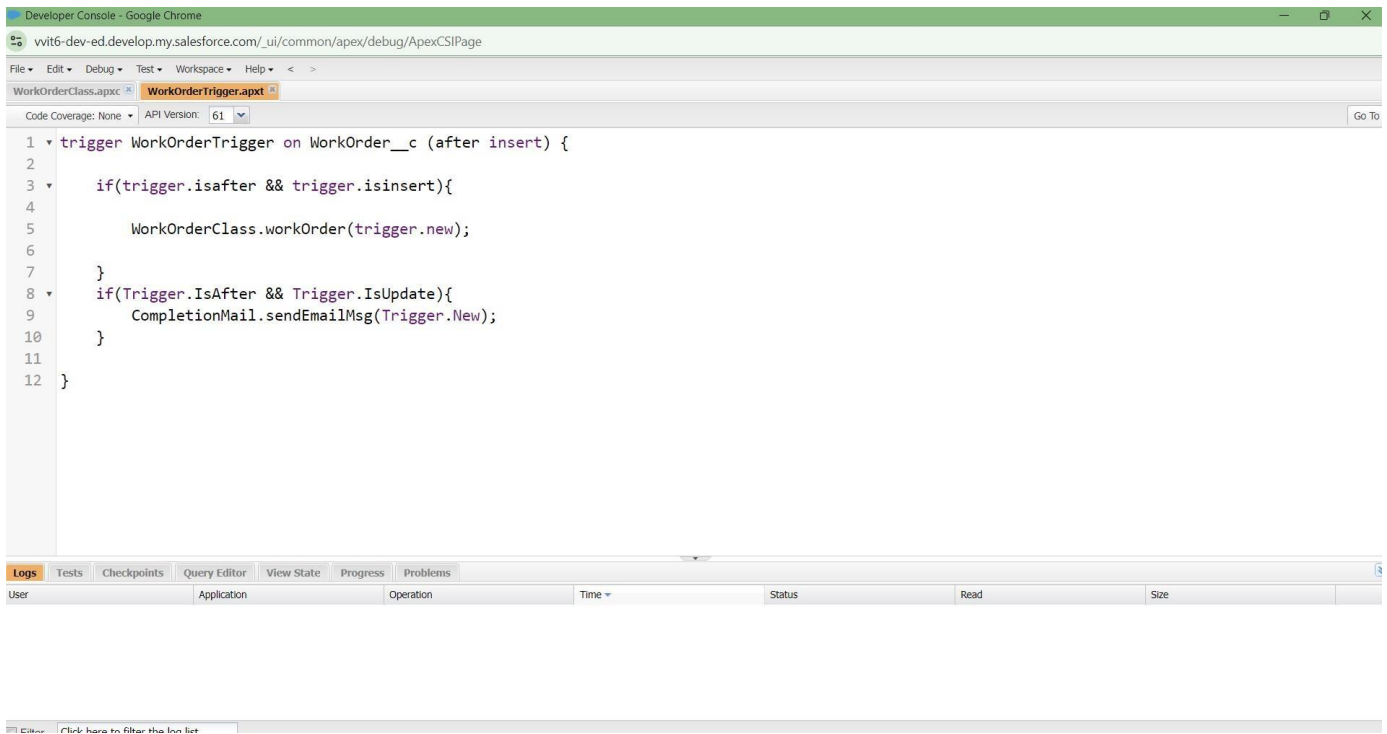 Developer Console - Google Chrome
vvit6-dev-ed.develop.my.salesforce.com/_ui/common/apex/debug/ApexCSIPage
File Edit Debug Test Workspace Help < >
WorkOrderClass.apxc WorkOrderTrigger.apxt
Code Coverage: None API Version: 61 Go To
1 trigger WorkOrderTrigger on WorkOrder__c (after insert) {
2
3 if(trigger.isafter && trigger.isinsert){
4
5 WorkOrderClass.workOrder(trigger.new);
6
7 }
8 if(Trigger.IsAfter && Trigger.IsUpdate){
9 CompletionMail.sendEmailMsg(Trigger.New);
10 }
11
12 }
Logs Tests Checkpoints Query Editor View State Progress Problems
User Application Operation Time Status Read Size
Filter Click here to filter the log list